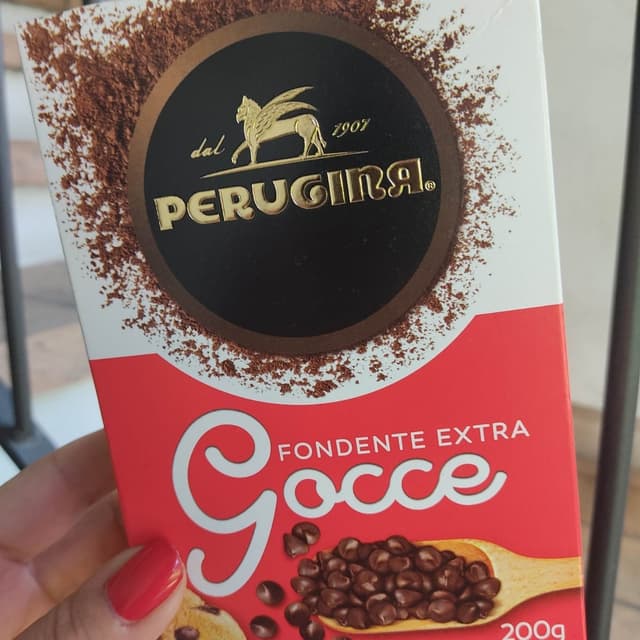 dal 1907
PERUGINA®
FONDENTE EXTRA
Gocce
200g